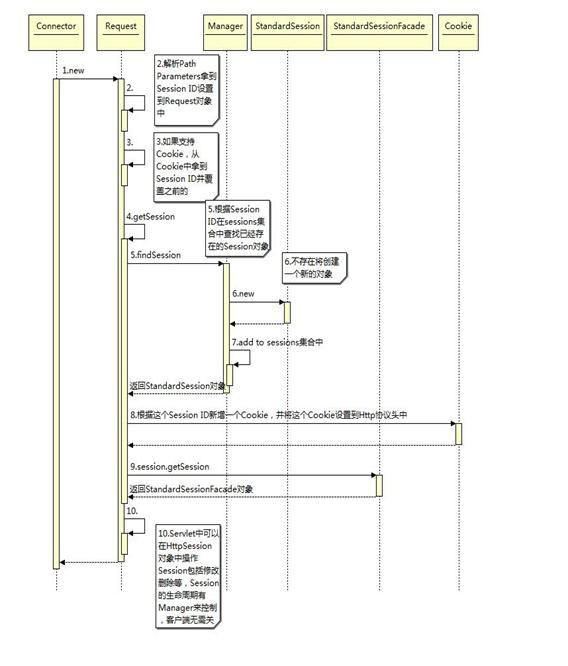 Connector
Request
Manager
StandardSession
StandardSessionFacade
Cookie
1.new
2.
2.解析Path
Parameters拿到
Session ID设置
到Request对象
中
3.
3.如果支持
Cookie，从
Cookie中拿到
Session ID并覆
盖之前的
4.getSession
5.根据Session
ID在sessions集
合中查找已经存
在的Session对象
5.findSession
6.不存在将创建
一个新的对象
6.new
7.add to sessions集合中
返回StandardSession对象
8.根据这个Session ID新增一个Cookie，并将这个Cookie设置到Http协议头中
9.session.getSession
返回StandardSessionFacade对象
10.
10.Servlet中可以
在HttpSession
对象中操作
Session包括修改
删除等，Session
的生命周期有
Manager来控制
，客户端无需关